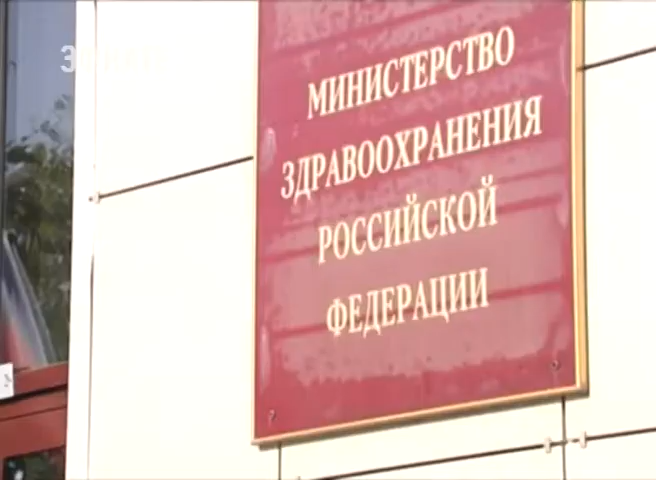 МИНИСТЕРСТВО
ЗДРАВООХРАНЕНИЯ
РОССИЙСКОЙ
ФЕДЕРАЦИИ